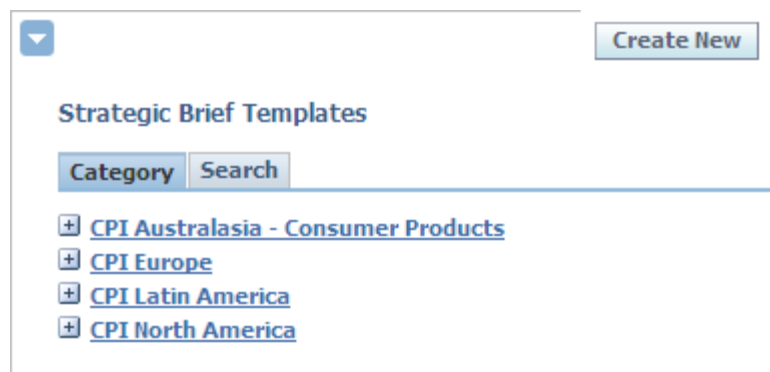 Create New
Strategic Brief Templates
Category Search
CPI Australasia - Consumer Products
CPI Europe
CPI Latin America
CPI North America